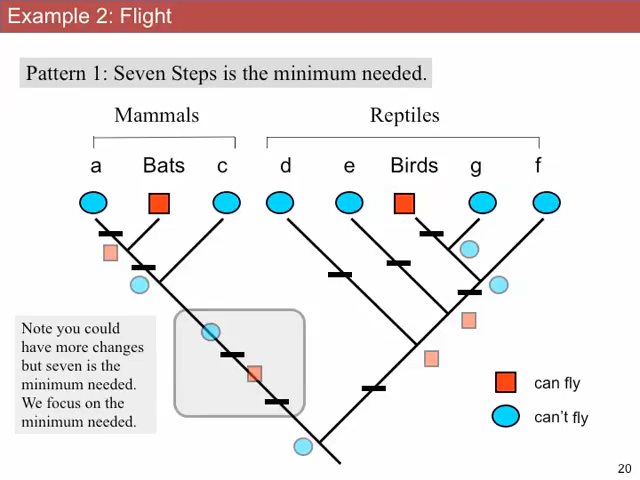 Example 2: Flight
Pattern 1: Seven Steps is the minimum needed.
Mammals Reptiles
a Bats c d e Birds g f
Note you could
have more changes
but seven is the
minimum needed.
We focus on the
minimum needed.
can fly
can't fly
20